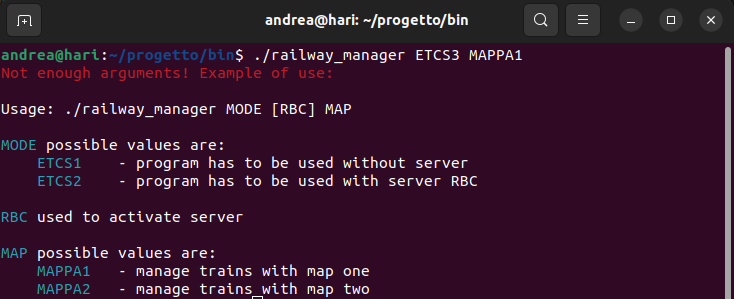 andrea@hari: ~/progetto/bin
andrea@hari:~/progetto/bin$ ./railway_manager ETCS3 MAPPA1
Not enough arguments! Example of use:
Usage: ./railway_manager MODE [RBC] MAP
MODE possible values are:
ETCS1 - program has to be used without server
ETCS2 - program has to be used with server RBC
RBC used to activate server
MAP possible values are:
MAPPA1 - manage trains with map one
MAPPA2 - manage trains with map two